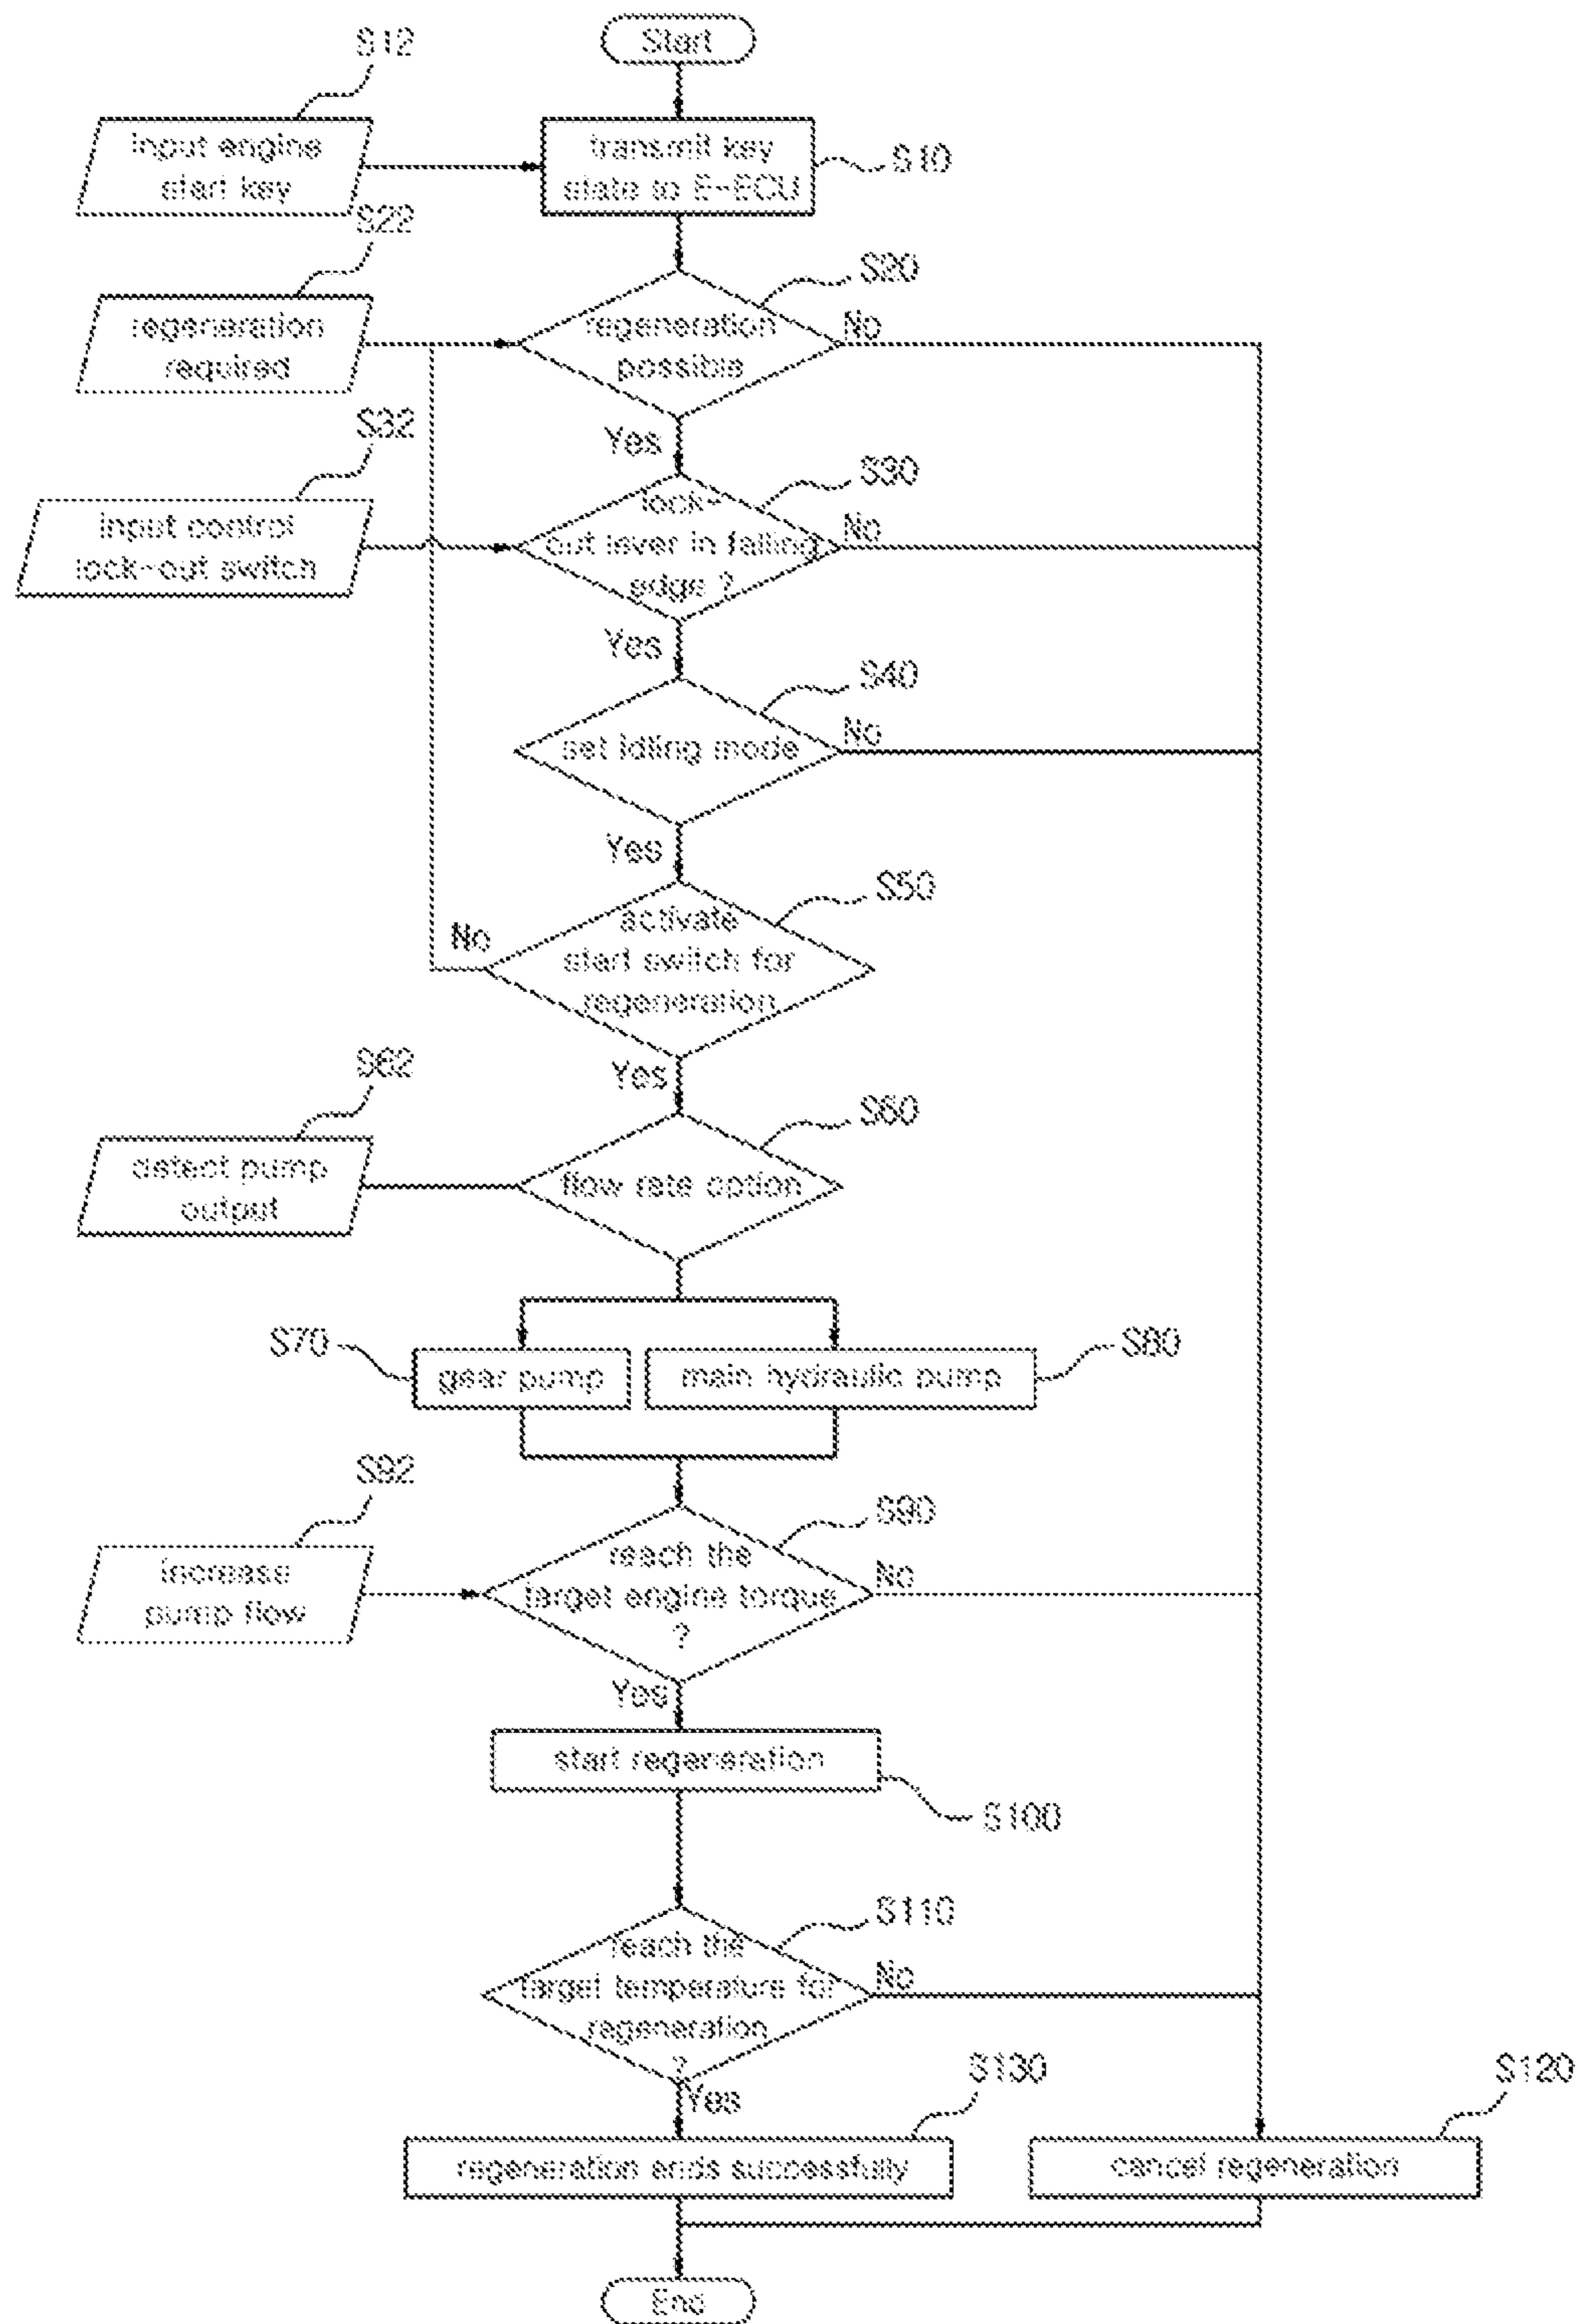 Start
S12
input engine
start key
transmit key
state to E-ECU
S10
S22
regeneration
required
S20
regeneration
possible
No
Yes
S32
input control
lock-out switch
S30
lock-
out lever in falling
edge ?
No
Yes
S40
set idling mode
No
Yes
S50
activate
start switch for
regeneration
No
Yes
S62
detect pump
output
S60
flow rate option
S70
gear pump
main hydraulic pump
S80
S92
increase
pump flow
S90
reach the
target engine torque
?
No
Yes
start regeneration
S100
S110
reach the
target temperature for
regeneration
?
No
Yes
S130
regeneration ends successfully
S120
cancel regeneration
End